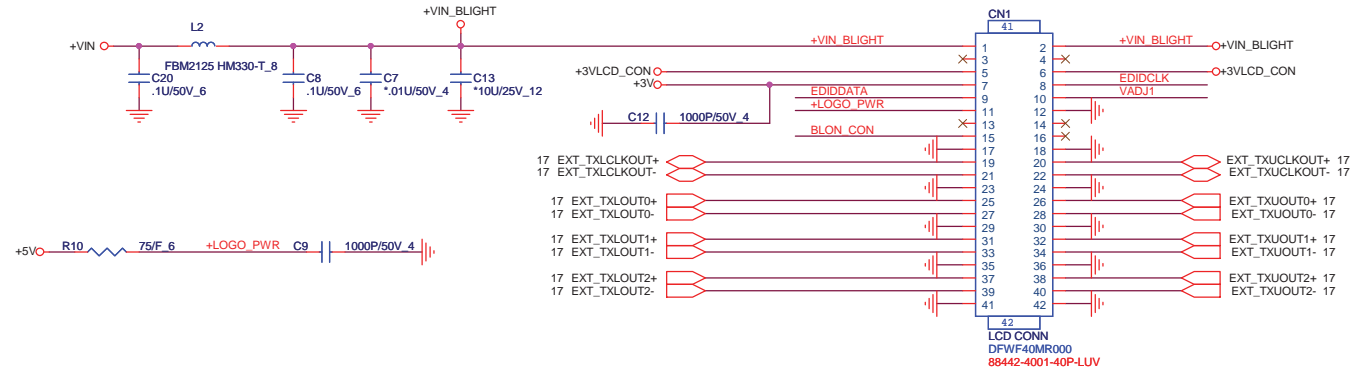 +VIN_BLIGHT
CN1
41
+VIN
L2
FBM2125 HM330-T_8
C20
.1U/50V_6
C8
.1U/50V_6
C7
*.01U/50V_4
C13
*10U/25V_12
+VIN_BLIGHT 1 2 +VIN_BLIGHT +VIN_BLIGHT
3 4
+3VLCD_CON 5 6 +3VLCD_CON
+3V 7 8 EDIDCLK
EDIDDATA 9 10 VADJ1
+LOGO_PWR 11 12
C12 1000P/50V_4
13 14
BLON_CON 15 16
17 18
17 EXT_TXLCLKOUT+ 19 20 EXT_TXUCLKOUT+ 17
17 EXT_TXLCLKOUT- 21 22 EXT_TXUCLKOUT- 17
23 24
17 EXT_TXLOUT0+ 25 26 EXT_TXUOUT0+ 17
17 EXT_TXLOUT0- 27 28 EXT_TXUOUT0- 17
29 30
17 EXT_TXLOUT1+ 31 32 EXT_TXUOUT1+ 17
17 EXT_TXLOUT1- 33 34 EXT_TXUOUT1- 17
35 36
17 EXT_TXLOUT2+ 37 38 EXT_TXUOUT2+ 17
17 EXT_TXLOUT2- 39 40 EXT_TXUOUT2- 17
41 42
42
LCD CONN
DFWF40MR000
88442-4001-40P-LUV
+5V R10 75/F_6 +LOGO_PWR C9 1000P/50V_4